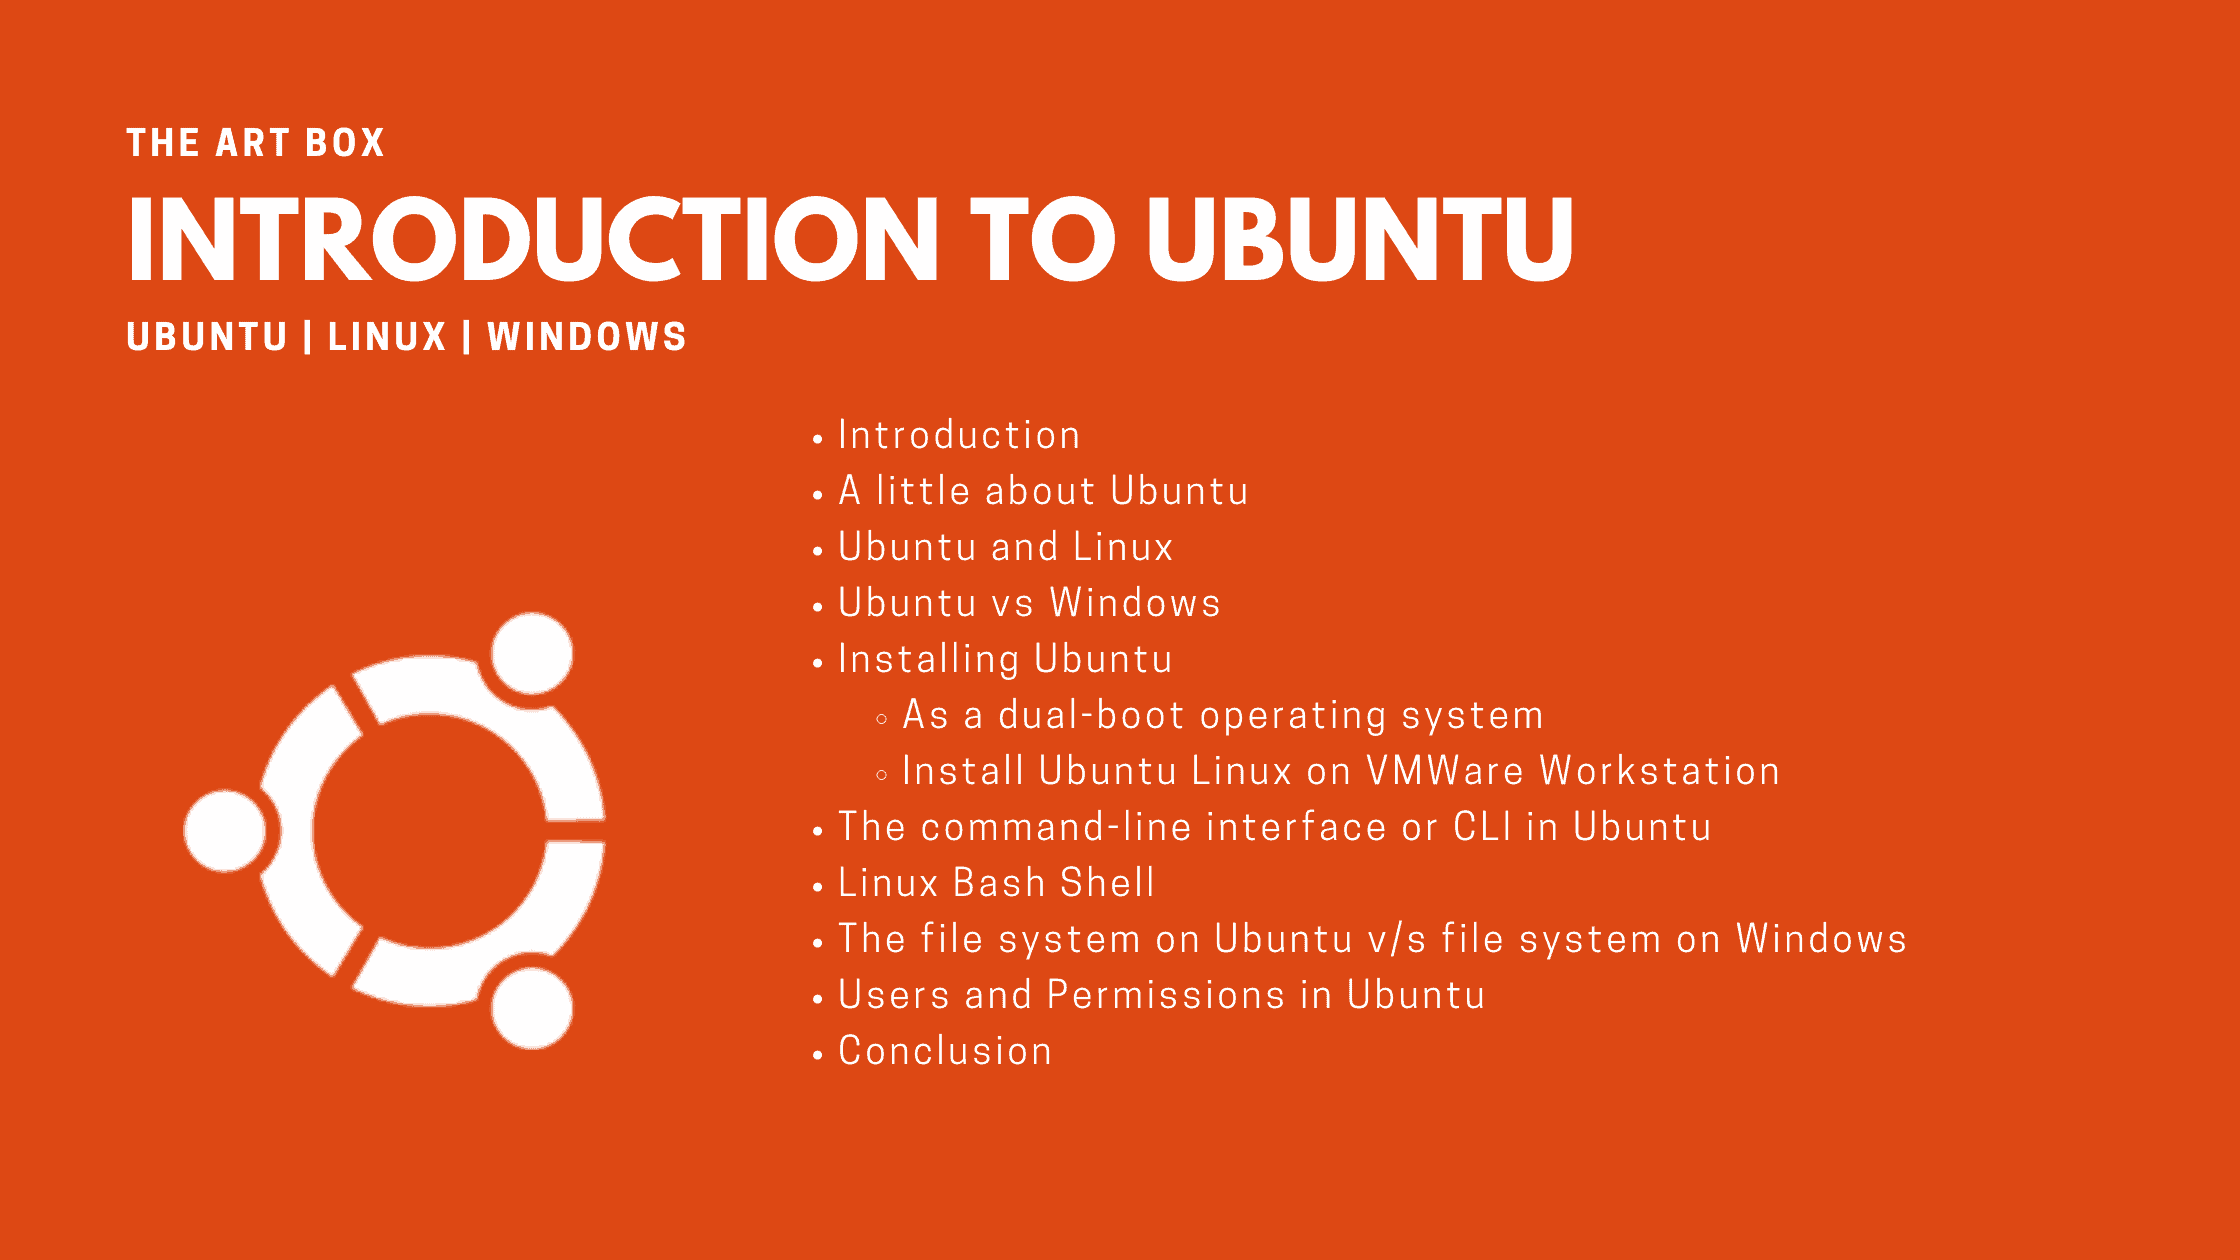 THE ART BOX
INTRODUCTION TO UBUNTU
UBUNTU | LINUX | WINDOWS
• Introduction
• A little about Ubuntu
• Ubuntu and Linux
• Ubuntu vs Windows
• Installing Ubuntu
◦ As a dual-boot operating system
◦ Install Ubuntu Linux on VMWare Workstation
• The command-line interface or CLI in Ubuntu
• Linux Bash Shell
• The file system on Ubuntu v/s file system on Windows
• Users and Permissions in Ubuntu
• Conclusion